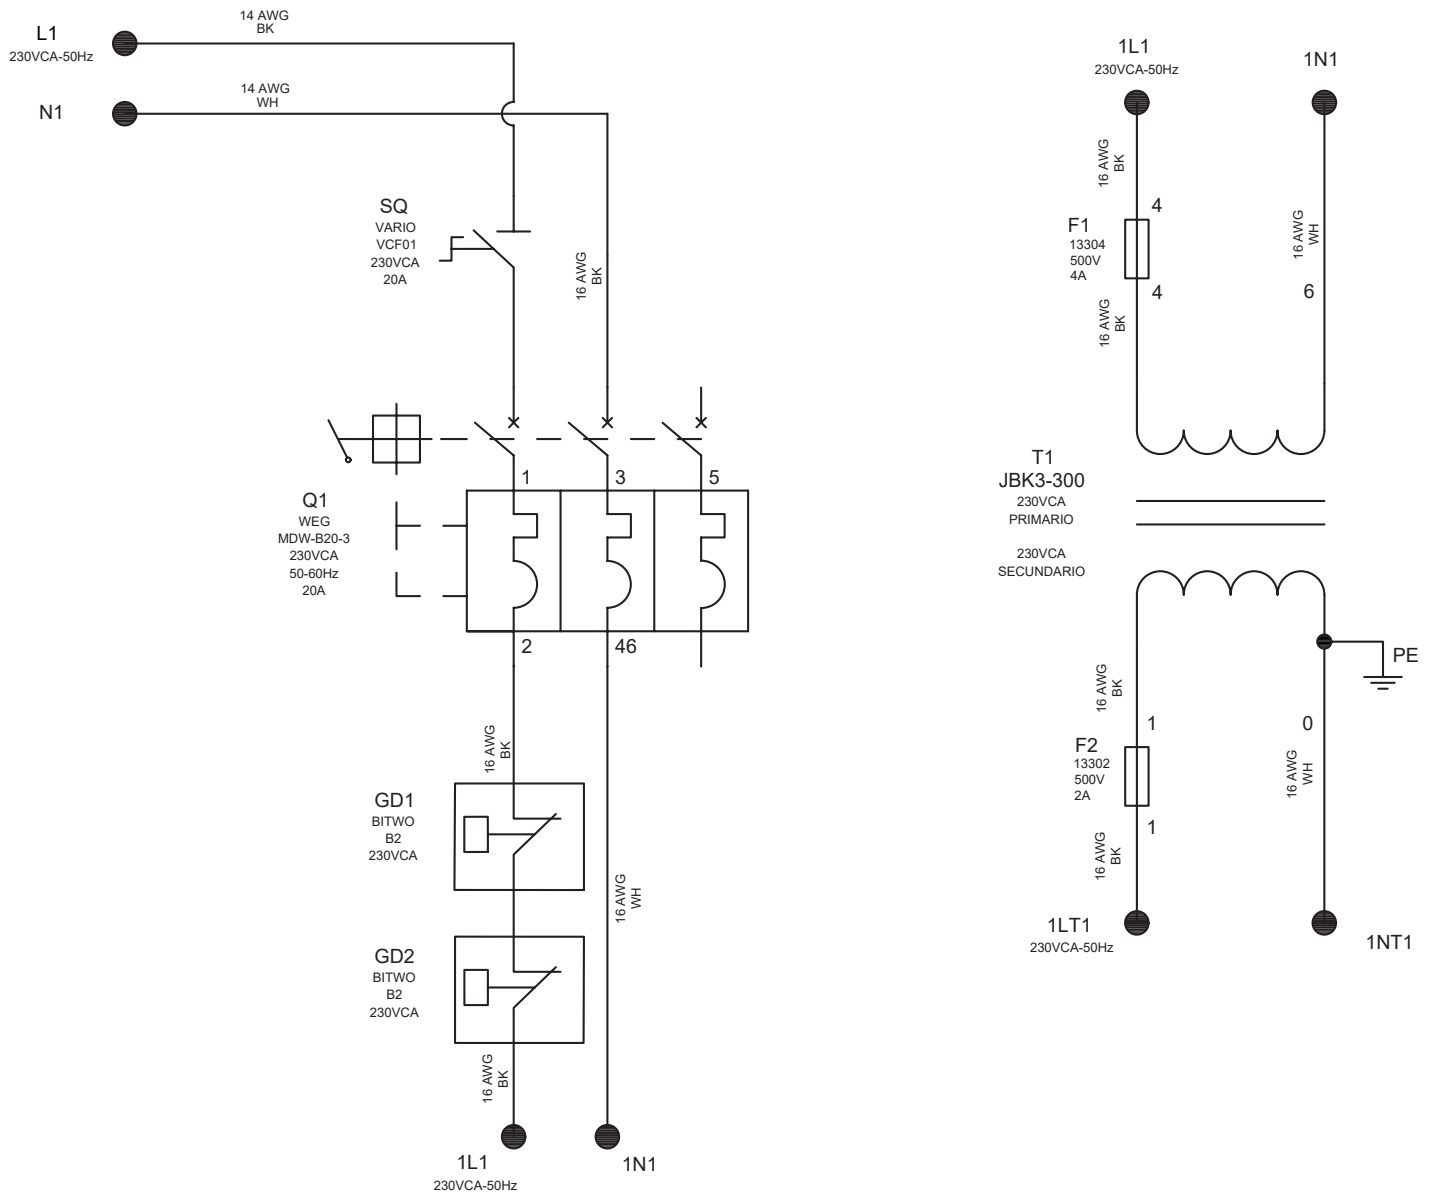 L1
230VCA-50Hz
14 AWG
BK
N1
14 AWG
WH
SQ
VARIO
VCF01
230VCA
20A
16 AWG
BK
Q1
WEG
MDW-B20-3
230VCA
50-60Hz
20A
1
3
5
2
46
16 AWG
BK
GD1
BITWO
B2
230VCA
16 AWG
WH
GD2
BITWO
B2
230VCA
16 AWG
BK
1L1
230VCA-50Hz
1N1
1L1
230VCA-50Hz
1N1
16 AWG
BK
4
F1
13304
500V
4A
4
16 AWG
WH
6
16 AWG
BK
T1
JBK3-300
230VCA
PRIMARIO
230VCA
SECUNDARIO
PE
16 AWG
BK
1
0
F2
13302
500V
2A
1
16 AWG
WH
16 AWG
BK
1LT1
230VCA-50Hz
1NT1